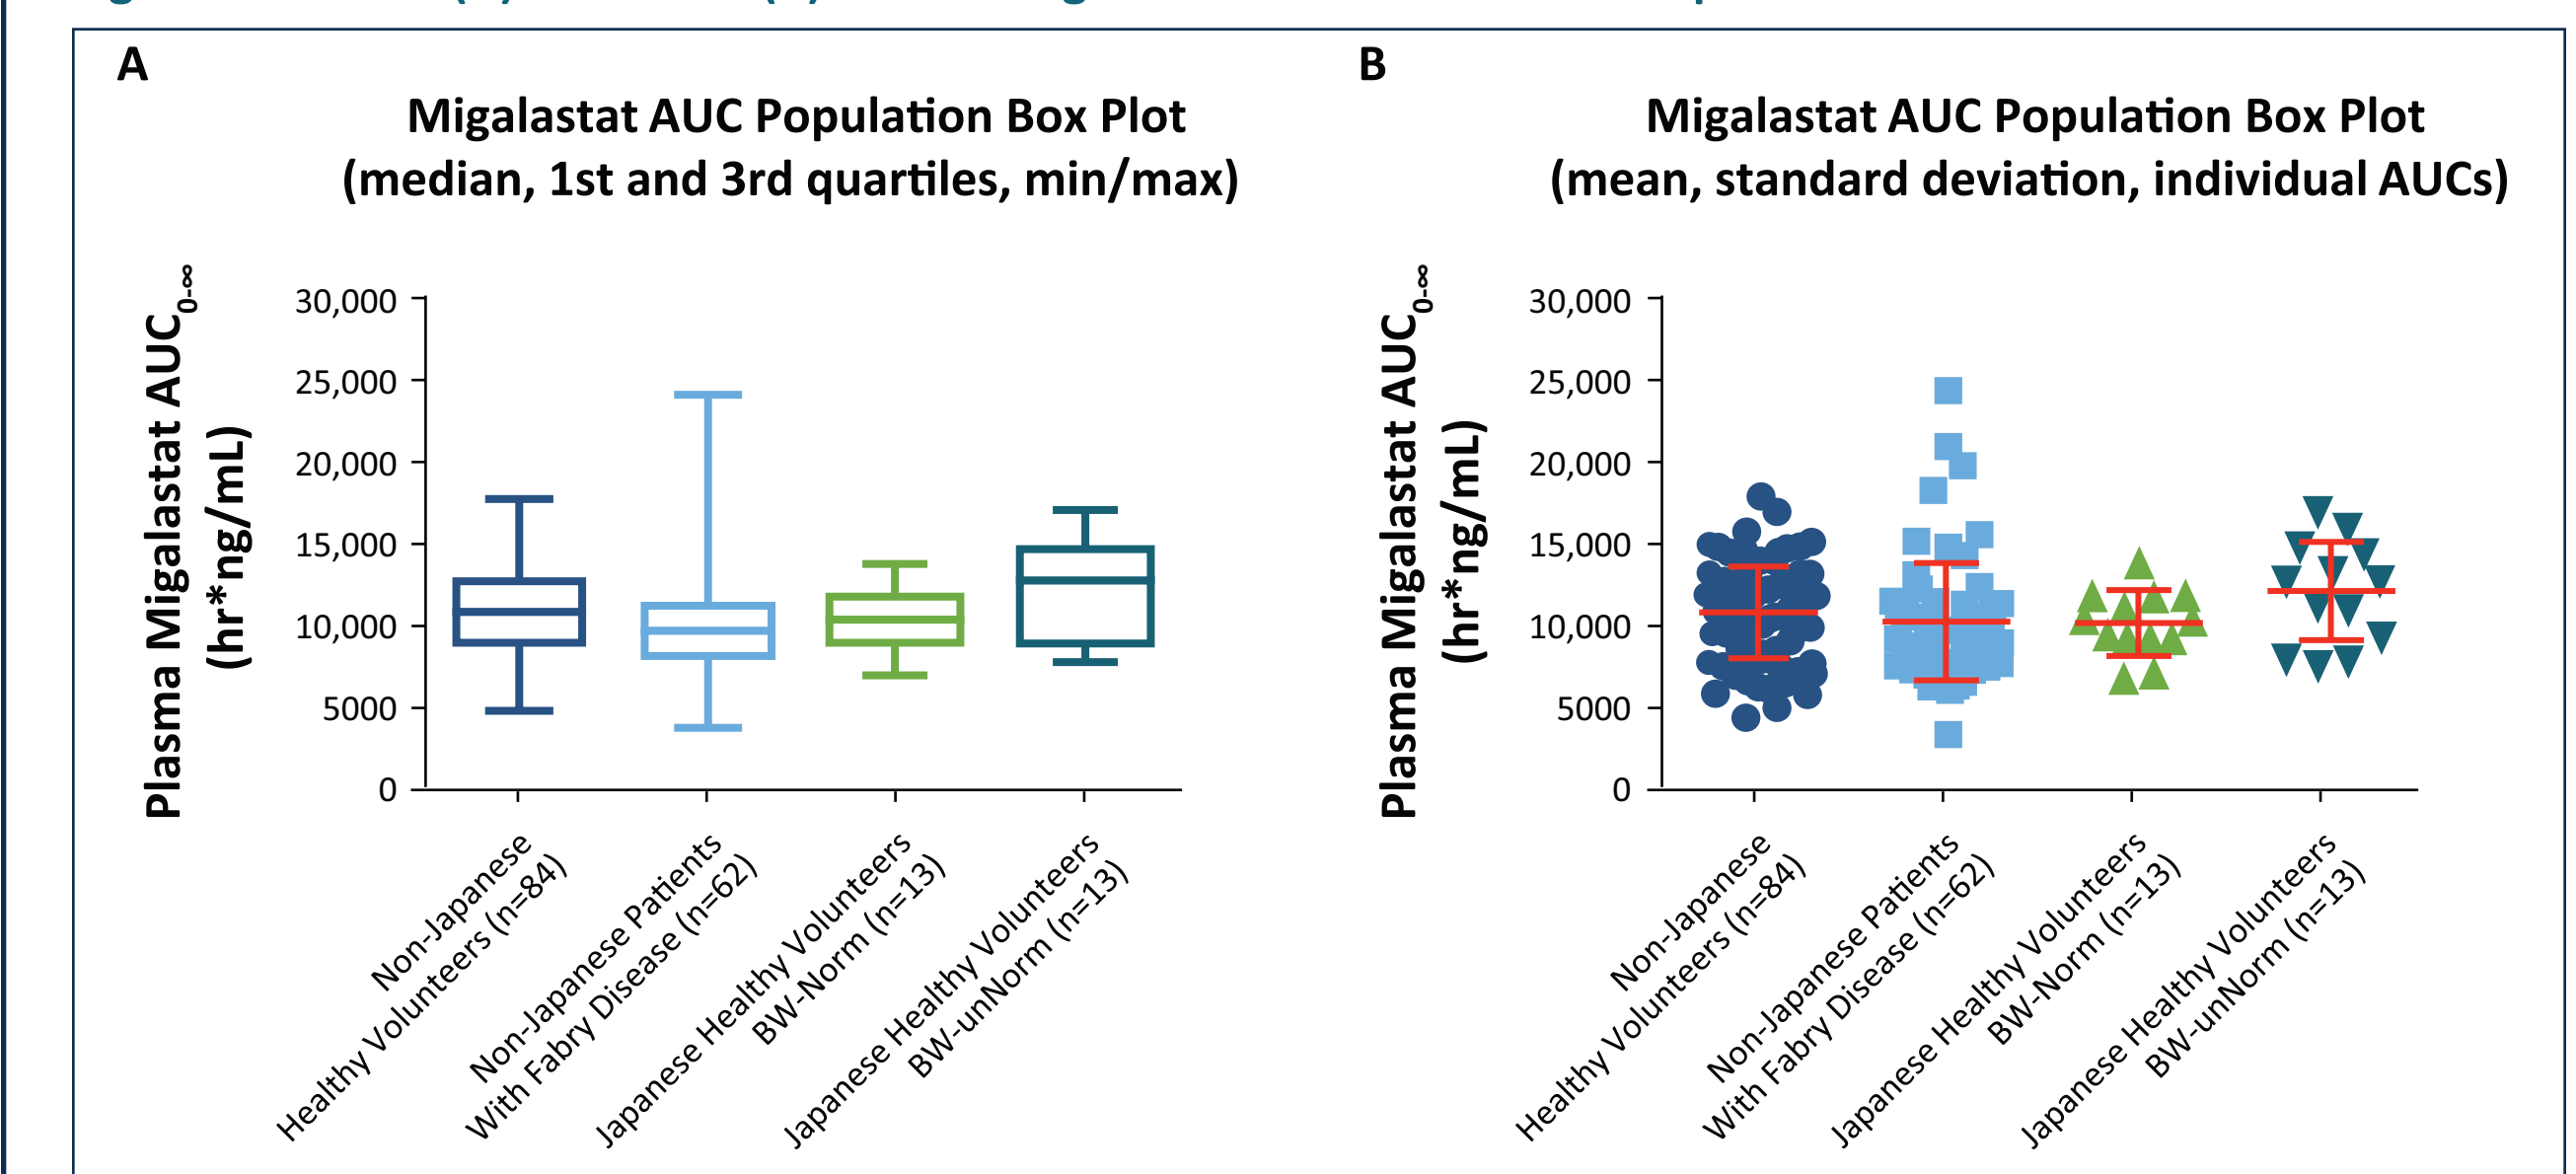 A
Migalastat AUC Population Box Plot
(median, 1st and 3rd quartiles, min/max)
Plasma Migalastat AUC0-∞
(hr*ng/mL)
30,000
25,000
20,000
15,000
10,000
5000
0
Non-Japanese
Healthy Volunteers (n=84)
Non-Japanese Patients
With Fabry Disease (n=62)
Japanese Healthy Volunteers
BW-Norm (n=13)
Japanese Healthy Volunteers
BW-unNorm (n=13)
B
Migalastat AUC Population Box Plot
(mean, standard deviation, individual AUCs)
Plasma Migalastat AUC0-∞
(hr*ng/mL)
30,000
25,000
20,000
15,000
10,000
5000
0
Non-Japanese
Healthy Volunteers (n=84)
Non-Japanese Patients
With Fabry Disease (n=62)
Japanese Healthy Volunteers
BW-Norm (n=13)
Japanese Healthy Volunteers
BW-unNorm (n=13)